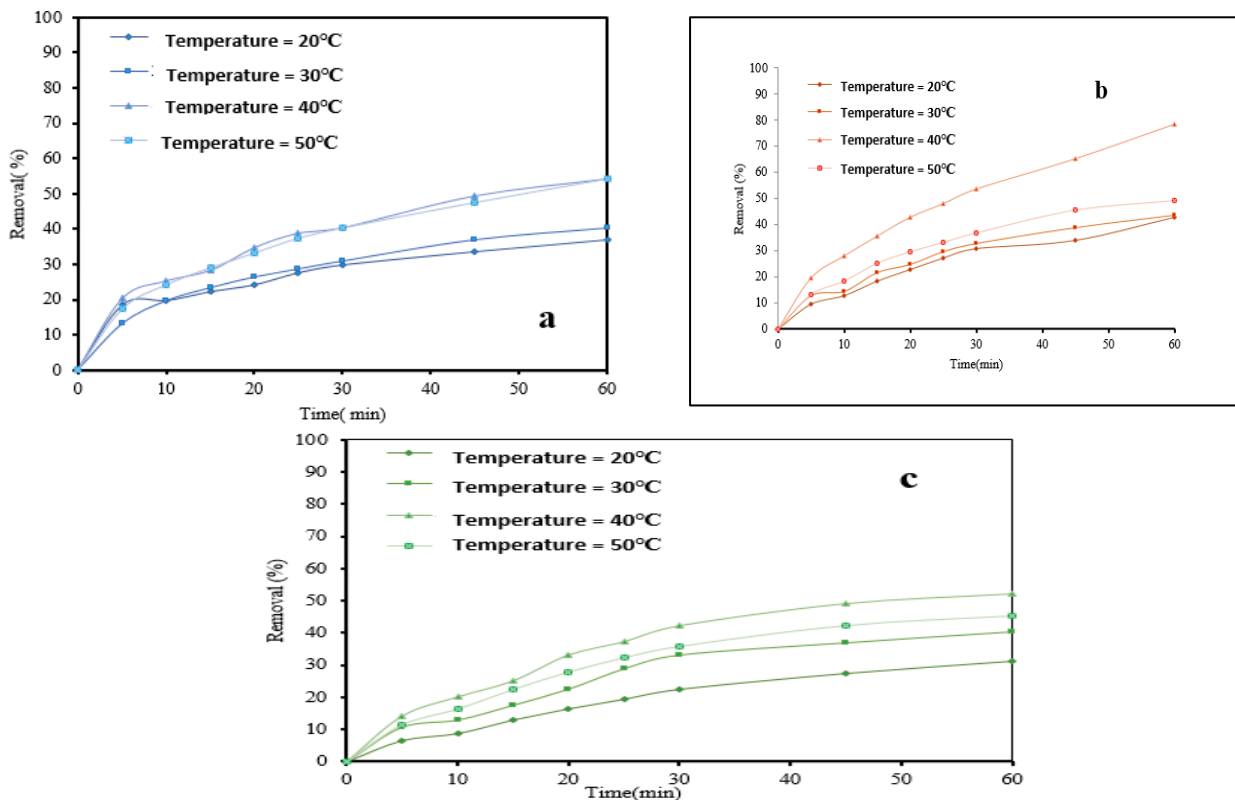 100
90
80
70
60
50
40
30
20
10
0
Removal( %)
Temperature = 20°C
Temperature = 30°C
Temperature = 40°C
Temperature = 50°C
a
0 10 20 30 40 50 60
Time( min)
100
90
80
70
60
50
40
30
20
10
0
Removal (%)
Temperature = 20°C
Temperature = 30°C
Temperature = 40°C
Temperature = 50°C
b
0 10 20 30 40 50 60
Time(min)
100
90
80
70
60
50
40
30
20
10
0
Removal (%)
Temperature = 20°C
Temperature = 30°C
Temperature = 40°C
Temperature = 50°C
c
0 10 20 30 40 50 60
Time(min)